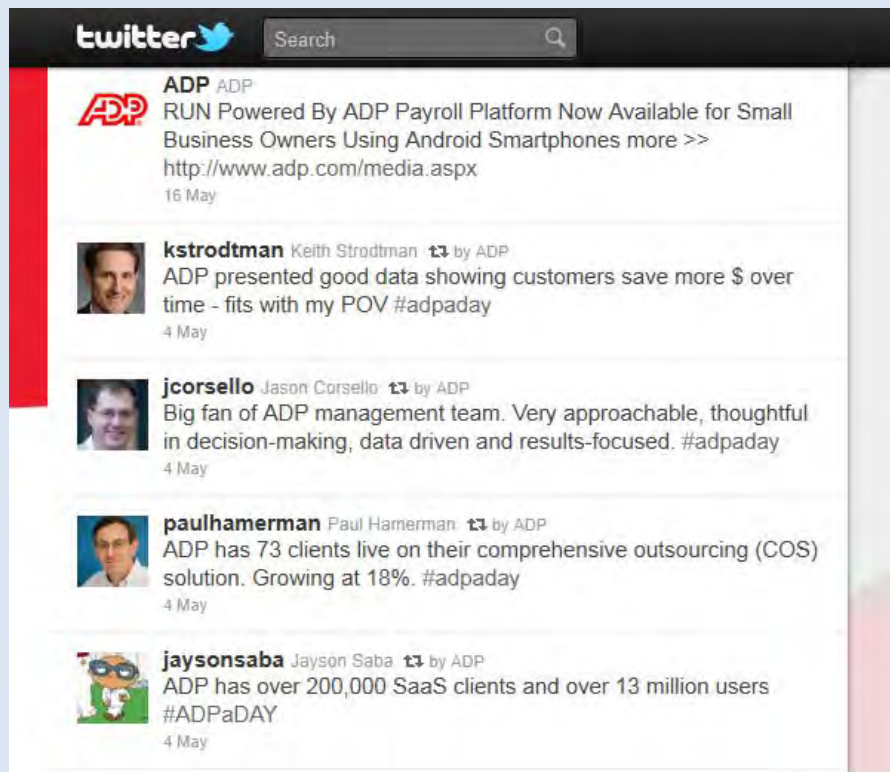 twitter
Search
ADP
ADP ADP
RUN Powered By ADP Payroll Platform Now Available for Small
Business Owners Using Android Smartphones more >>
http://www.adp.com/media.aspx
16 May
kstrodtman Keith Strodtman by ADP
ADP presented good data showing customers save more $ over
time - fits with my POV #adpaday
4 May
jcorsello Jason Corsello by ADP
Big fan of ADP management team. Very approachable, thoughtful
in decision-making, data driven and results-focused. #adpaday
4 May
paulhamerman Paul Hamerman by ADP
ADP has 73 clients live on their comprehensive outsourcing (COS)
solution. Growing at 18%. #adpaday
4 May
jaysonsaba Jayson Saba by ADP
ADP has over 200,000 SaaS clients and over 13 million users
#ADPaDAY
4 May